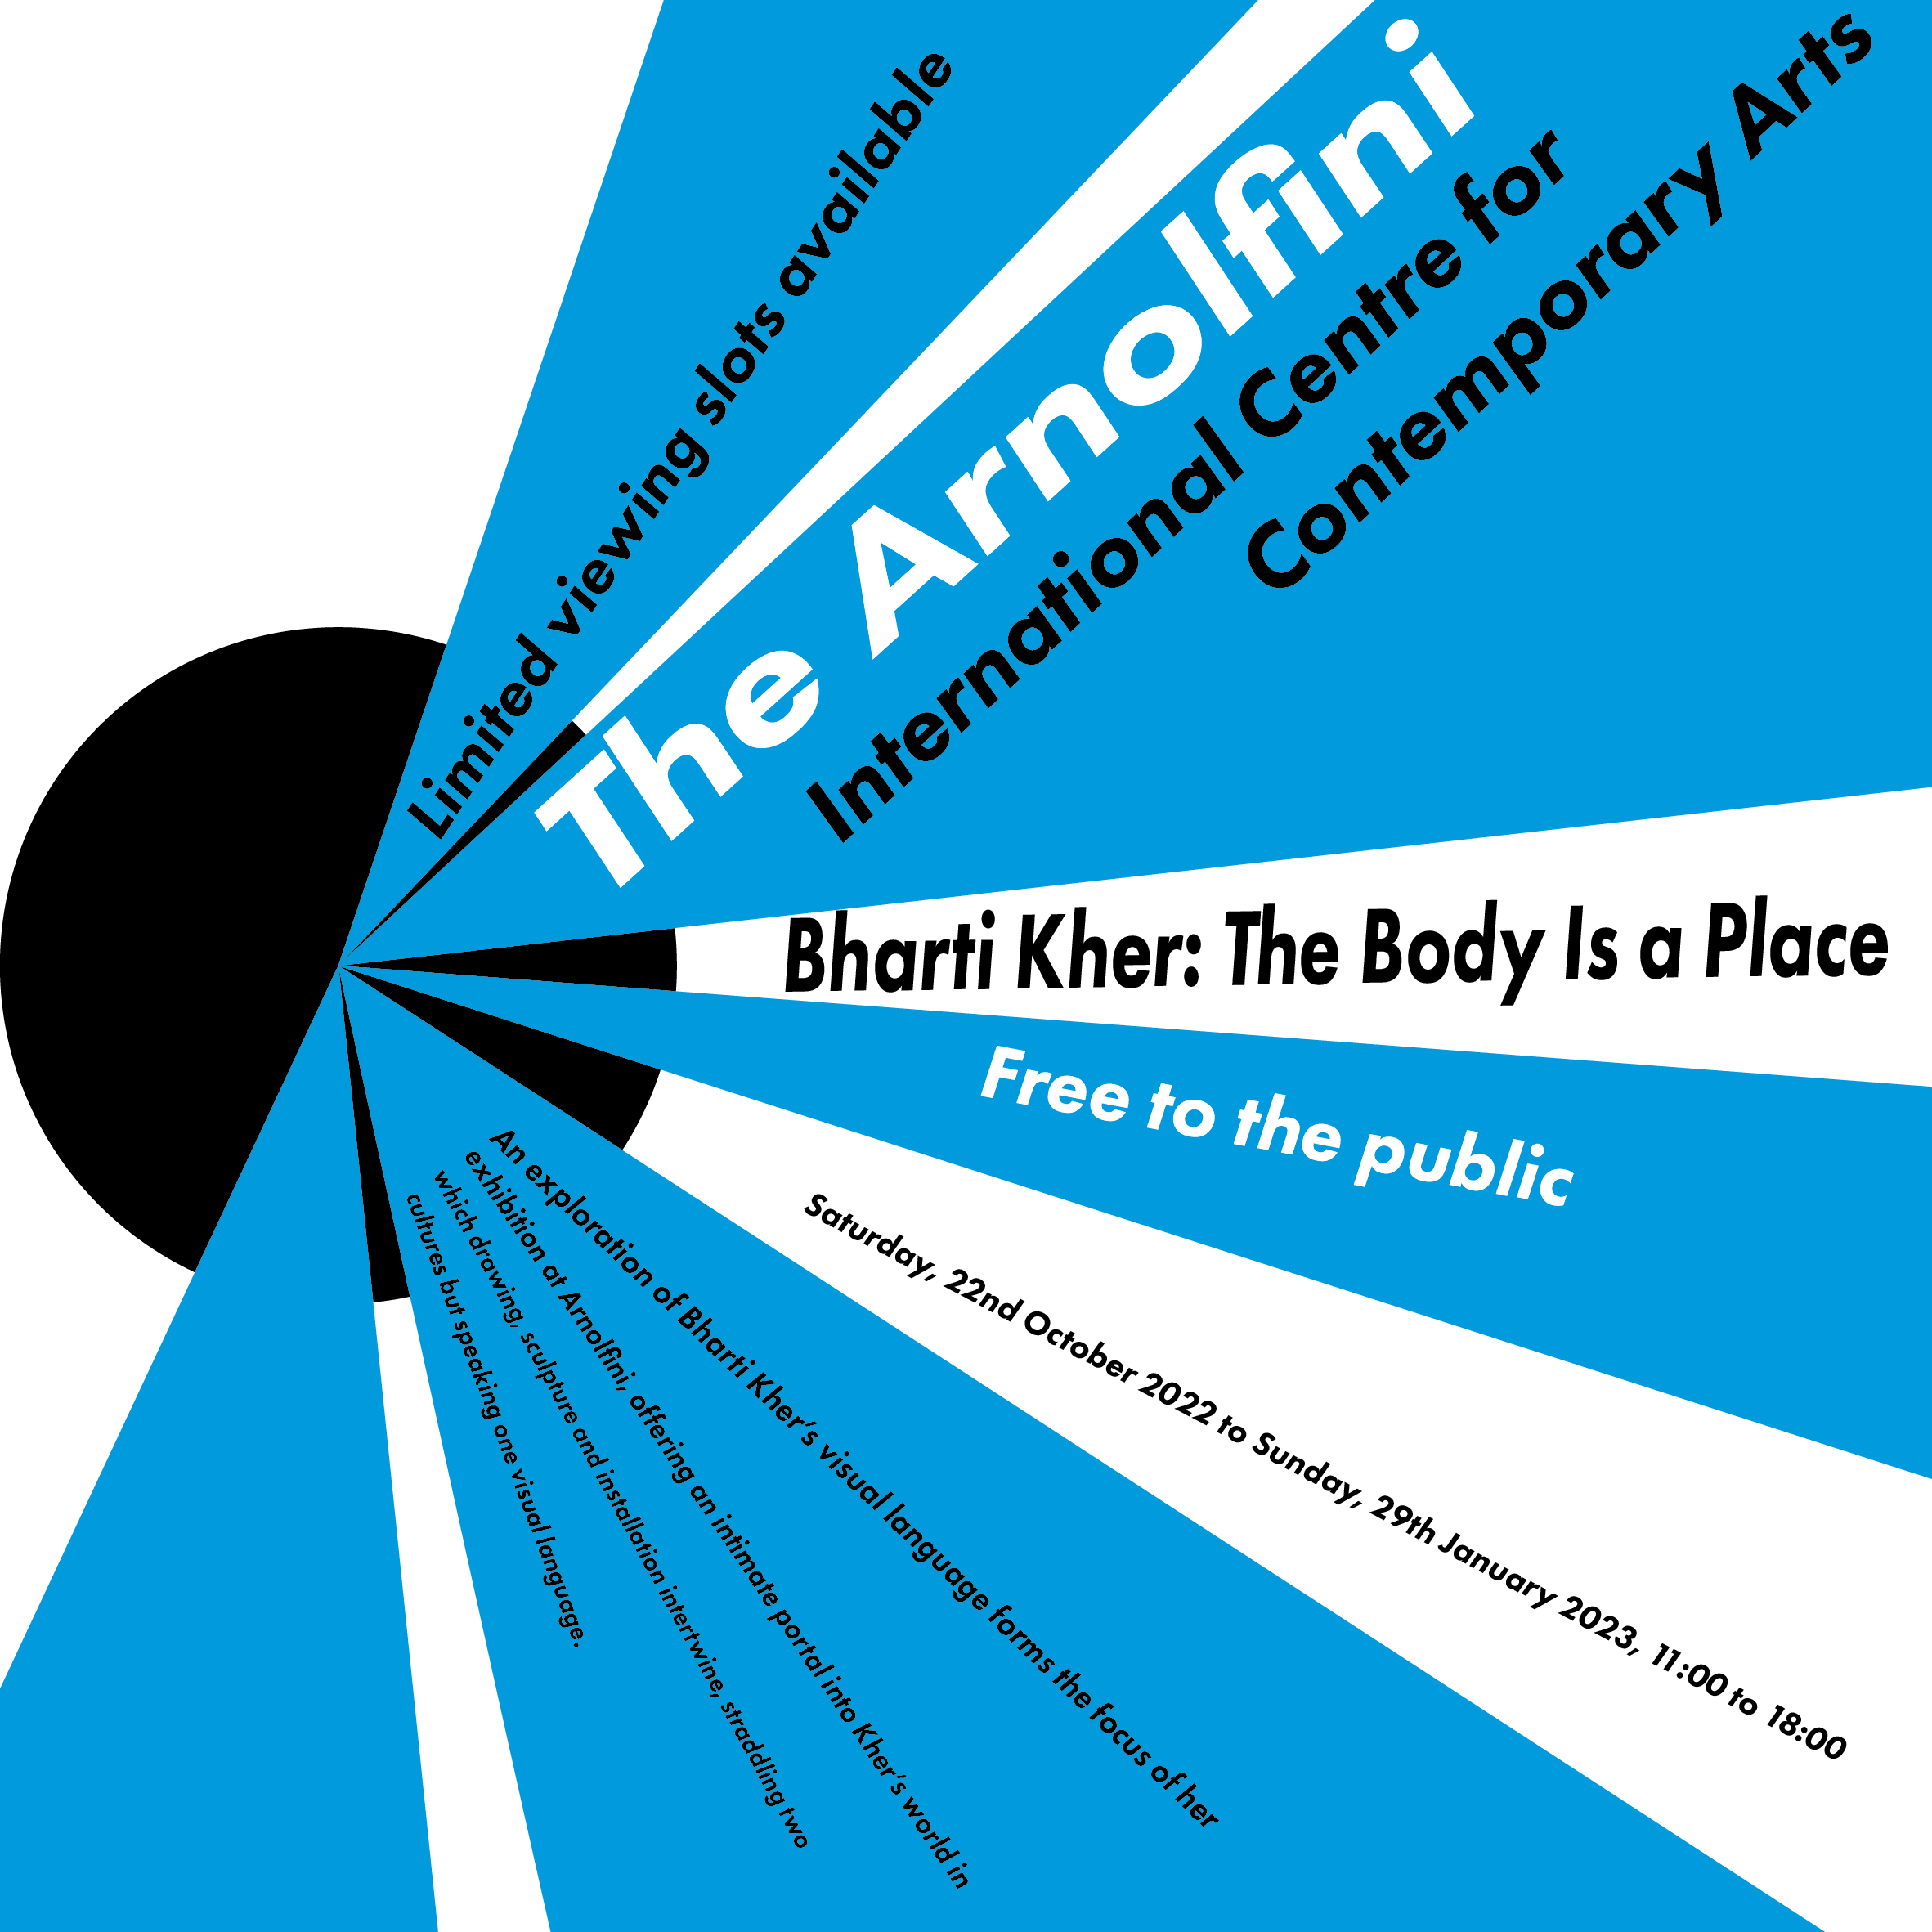 Limited viewing slots available
The Arnolfini
International Centre for
Contemporary Arts
Bharti Kher: The Body Is a Place
Free to the public
Saturday, 22nd October 2022 to Sunday, 29th January 2023, 11:00 to 18:00
An exploration of Bharti Kher's visual language forms the focus of her
exhibition at Arnolfini, offering an intimate portal into Kher's world in
which drawing, sculpture and installation intertwine, straddling two
cultures but speaking one visual language.